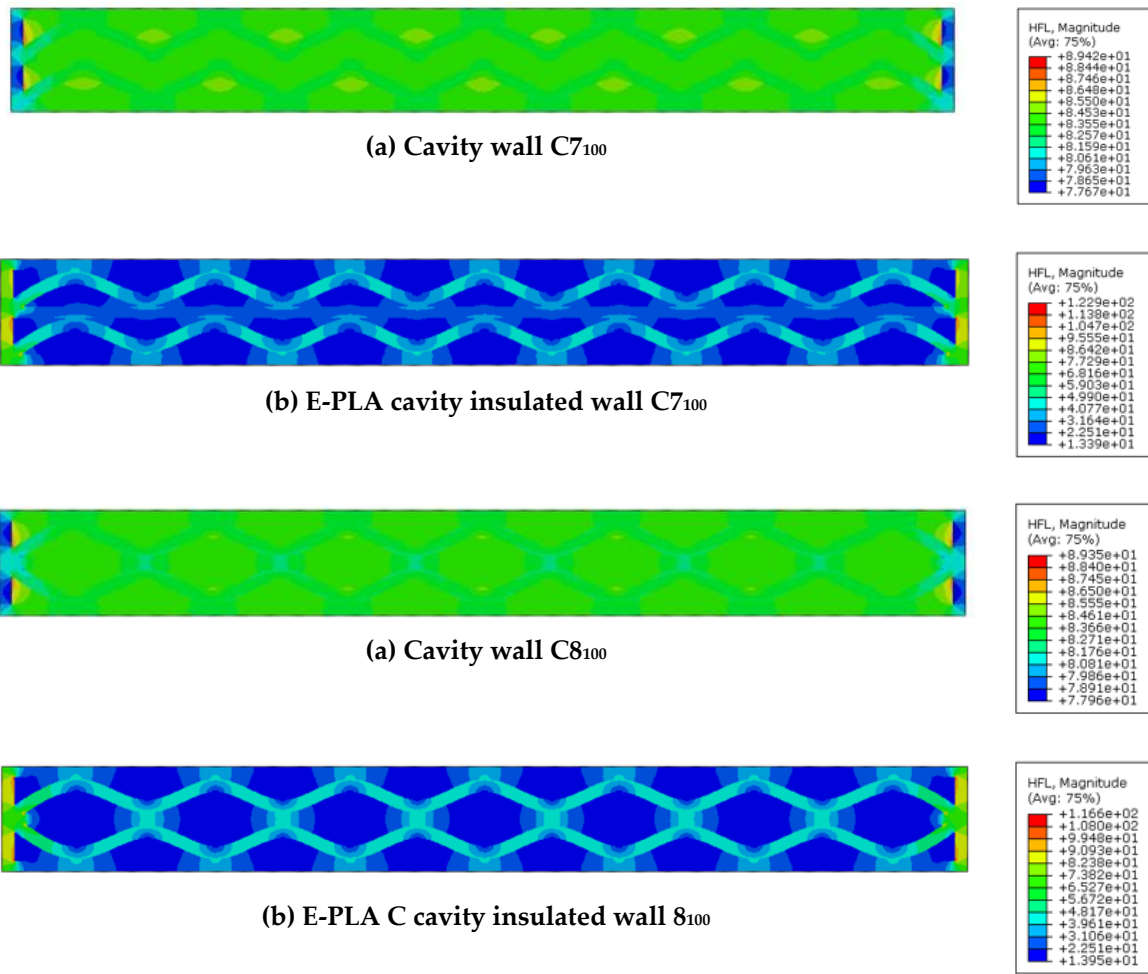 HFL, Magnitude
(Avg: 75%)
+8.942e+01
+8.844e+01
+8.746e+01
+8.648e+01
+8.550e+01
+8.453e+01
+8.355e+01
+8.257e+01
+8.159e+01
+8.061e+01
+7.963e+01
+7.865e+01
+7.767e+01
(a) Cavity wall C7₁₀₀
HFL, Magnitude
(Avg: 75%)
+1.229e+02
+1.138e+02
+1.047e+02
+9.555e+01
+8.642e+01
+7.729e+01
+6.816e+01
+5.903e+01
+4.990e+01
+4.077e+01
+3.164e+01
+2.251e+01
+1.339e+01
(b) E-PLA cavity insulated wall C7₁₀₀
HFL, Magnitude
(Avg: 75%)
+8.935e+01
+8.840e+01
+8.745e+01
+8.650e+01
+8.555e+01
+8.461e+01
+8.366e+01
+8.271e+01
+8.176e+01
+8.081e+01
+7.986e+01
+7.891e+01
+7.796e+01
(a) Cavity wall C8₁₀₀
HFL, Magnitude
(Avg: 75%)
+1.166e+02
+1.080e+02
+9.948e+01
+9.093e+01
+8.238e+01
+7.382e+01
+6.527e+01
+5.672e+01
+4.817e+01
+3.961e+01
+3.106e+01
+2.251e+01
+1.395e+01
(b) E-PLA C cavity insulated wall 8₁₀₀